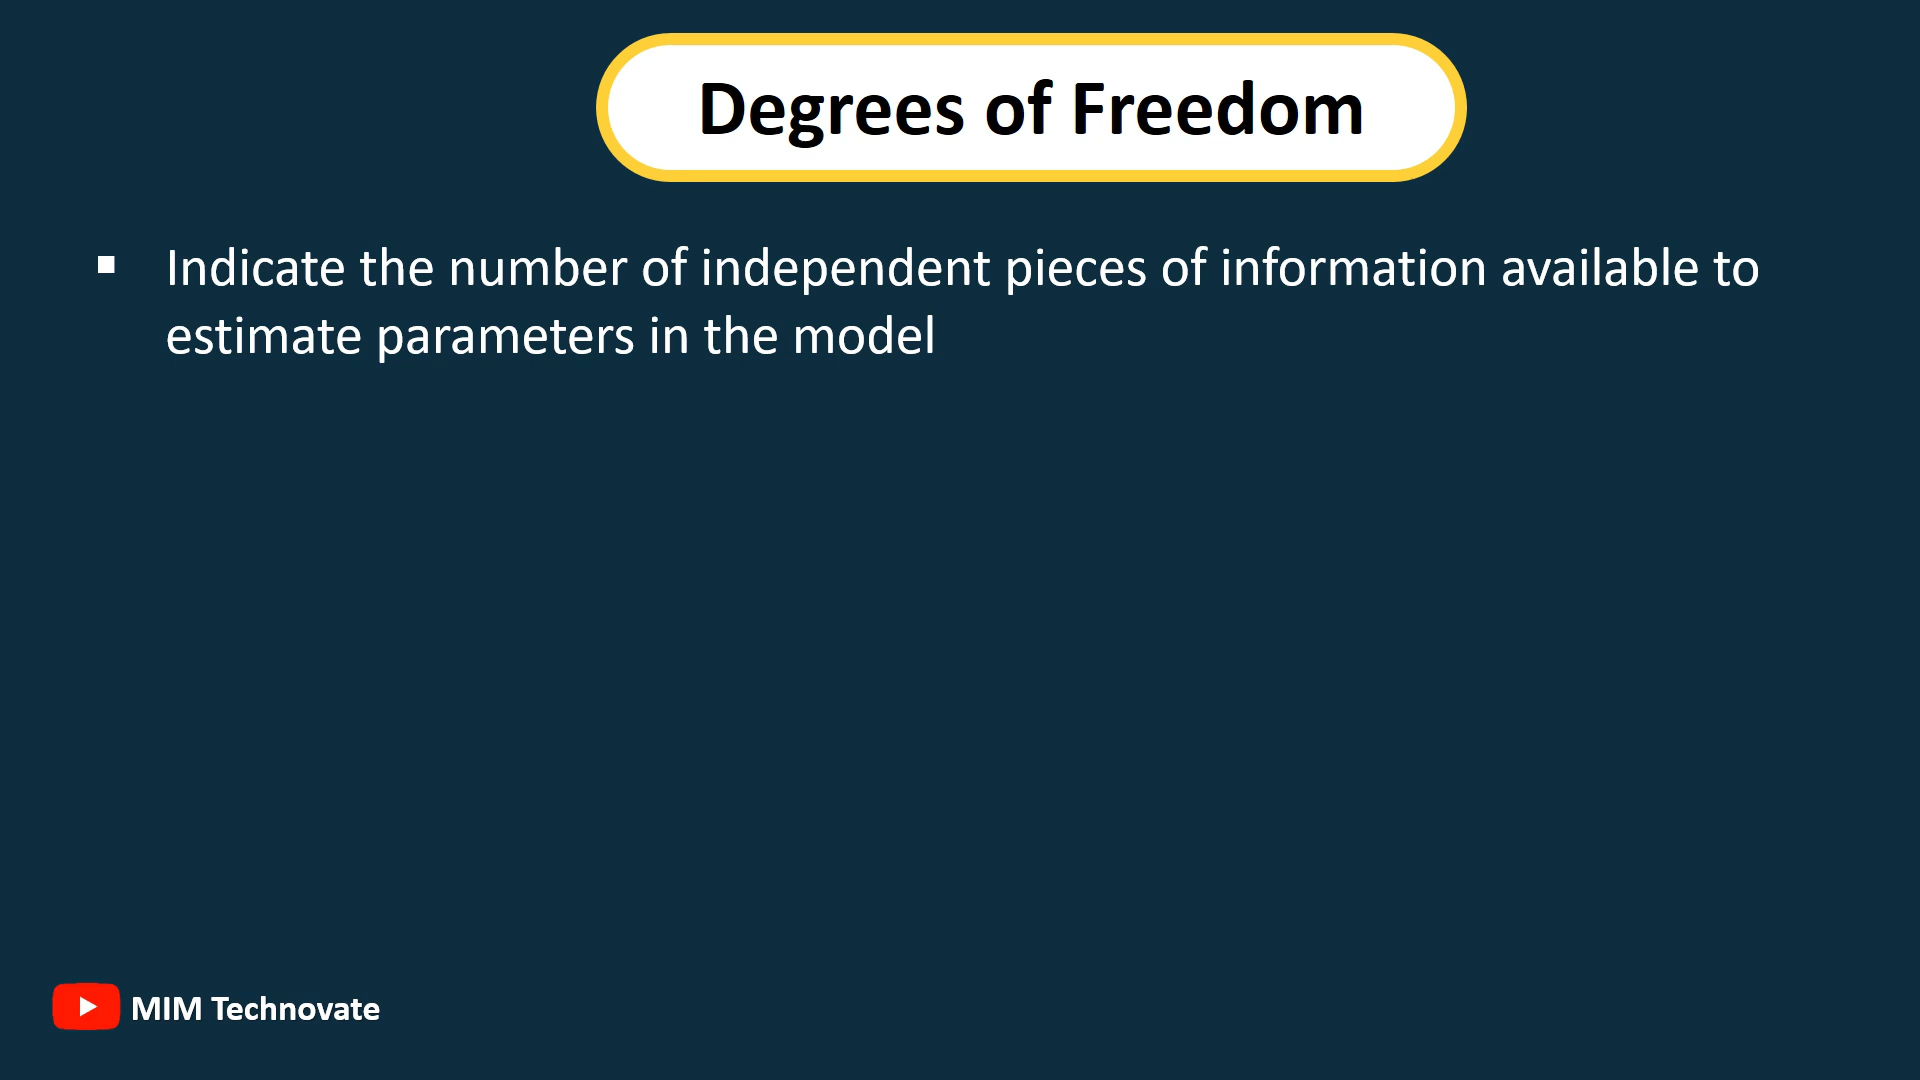 Degrees of Freedom
▪ Indicate the number of independent pieces of information available to
estimate parameters in the model
MIM Technovate